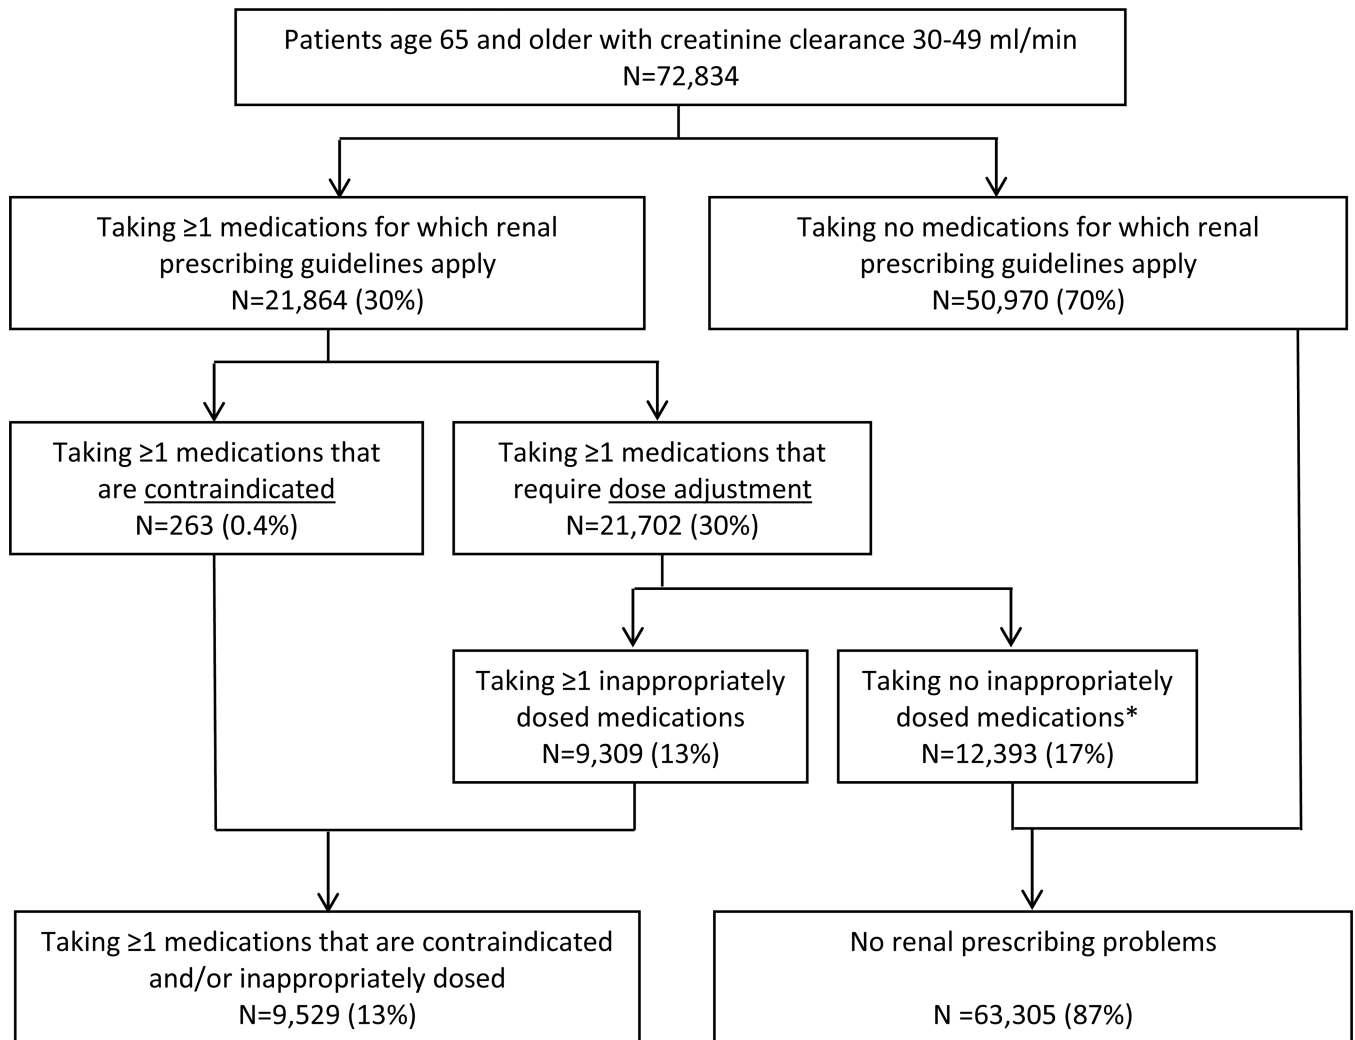 Patients age 65 and older with creatinine clearance 30-49 ml/min
N=72,834
Taking ≥1 medications for which renal
prescribing guidelines apply
N=21,864 (30%)
Taking no medications for which renal
prescribing guidelines apply
N=50,970 (70%)
Taking ≥1 medications that
are contraindicated
N=263 (0.4%)
Taking ≥1 medications that
require dose adjustment
N=21,702 (30%)
Taking ≥1 inappropriately
dosed medications
N=9,309 (13%)
Taking no inappropriately
dosed medications*
N=12,393 (17%)
Taking ≥1 medications that are contraindicated
and/or inappropriately dosed
N=9,529 (13%)
No renal prescribing problems
N =63,305 (87%)